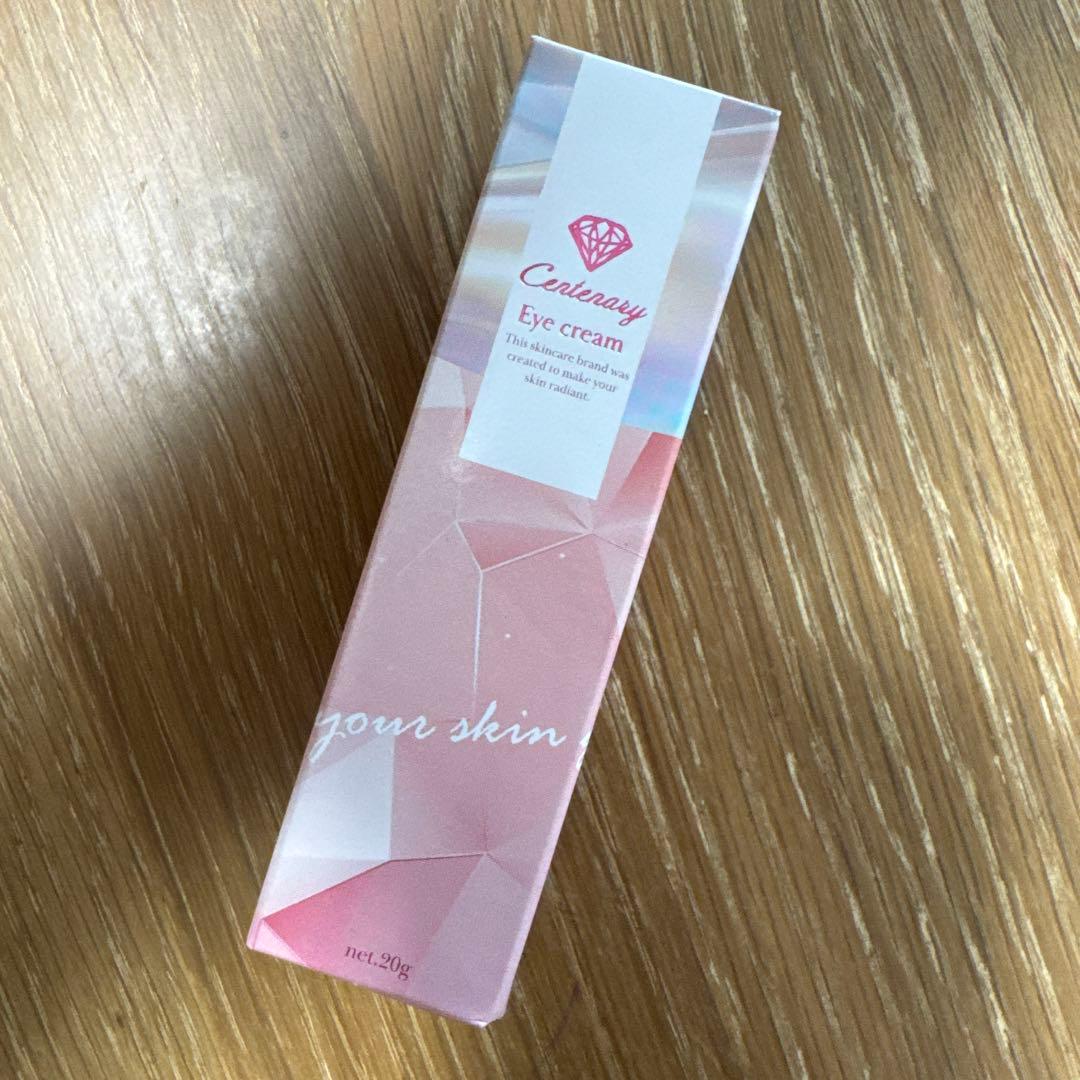 Centenary
Eye cream
This skincare brand was
created to make your
skin radiant.
your skin
net.20g